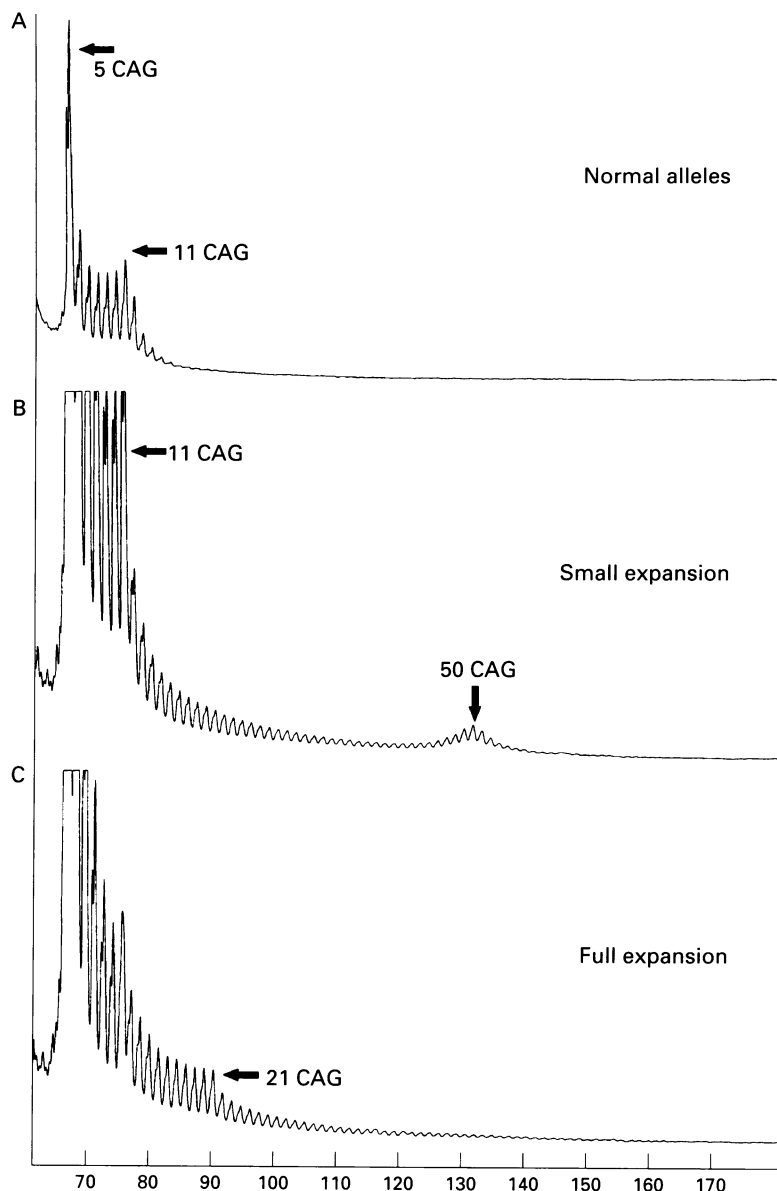 A
5 CAG
Normal alleles
11 CAG
B
11 CAG
Small expansion
50 CAG
C
Full expansion
21 CAG
70 80 90 100 110 120 130 140 150 160 170